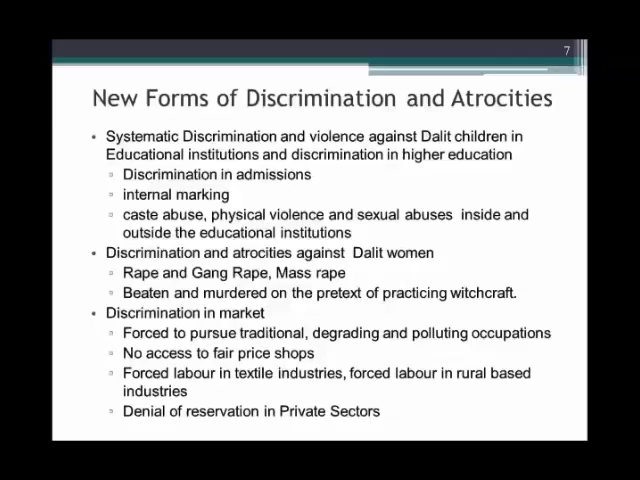 7
New Forms of Discrimination and Atrocities
• Systematic Discrimination and violence against Dalit children in
Educational institutions and discrimination in higher education
▫ Discrimination in admissions
▫ internal marking
▫ caste abuse, physical violence and sexual abuses inside and
outside the educational institutions
• Discrimination and atrocities against Dalit women
▫ Rape and Gang Rape, Mass rape
▫ Beaten and murdered on the pretext of practicing witchcraft.
• Discrimination in market
▫ Forced to pursue traditional, degrading and polluting occupations
▫ No access to fair price shops
▫ Forced labour in textile industries, forced labour in rural based
industries
▫ Denial of reservation in Private Sectors